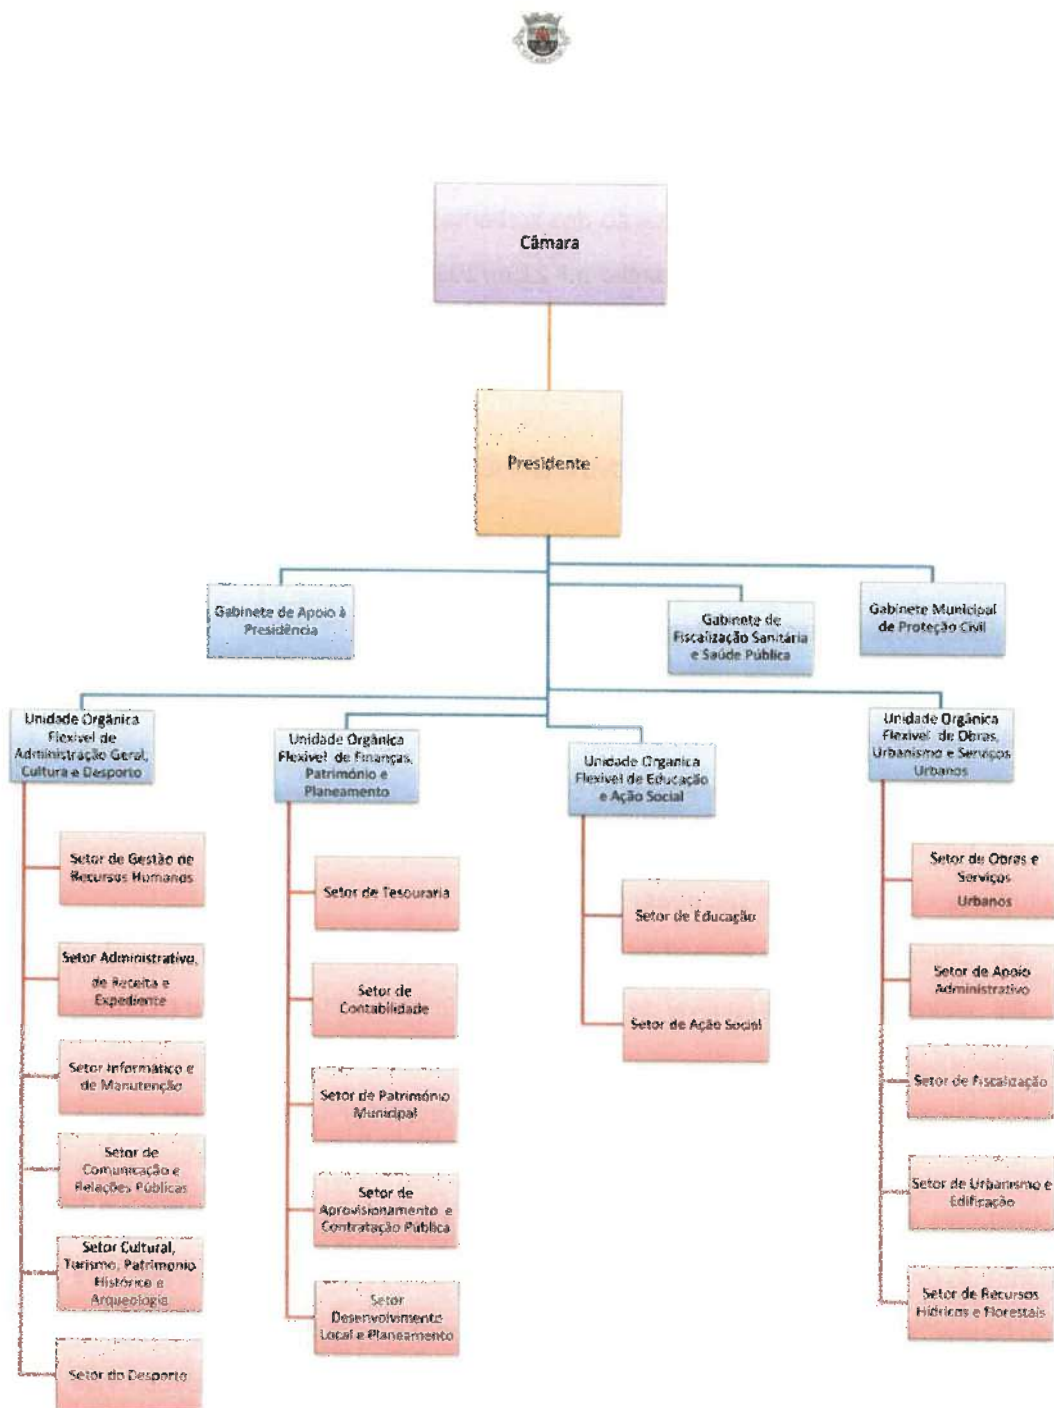 Câmara
Presidente
Gabinete de Apoio à
Presidência
Gabinete de
Fiscalização Sanitária
e Saúde Pública
Gabinete Municipal
de Proteção Civil
Unidade Orgânica
Flexível de
Administração Geral,
Cultura e Desporto
Setor de Gestão de
Recursos Humanos
Setor Administrativo,
de Receita e
Expediente
Setor Informático e
de Manutenção
Setor de
Comunicação e
Relações Públicas
Setor Cultural,
Turismo, Patrimonio
Histórico e
Arqueologia
Setor do Desporto
Unidade Orgânica
Flexível de Finanças,
Património e
Planeamento
Setor de Tesouraria
Setor de
Contabilidade
Setor de Património
Municipal
Setor de
Aprovisionamento e
Contratação Pública
Setor
Desenvolvimento
Local e Planeamento
Unidade Organica
Flexível de Educação
e Ação Social
Setor de Educação
Setor de Ação Social
Unidade Orgânica
Flexível de Obras,
Urbanismo e Serviços
Urbanos
Setor de Obras e
Serviços
Urbanos
Setor de Apoio
Administrativo
Setor de Fiscalização
Setor de Urbanismo e
Edificação
Setor de Recursos
Hídricos e Florestais